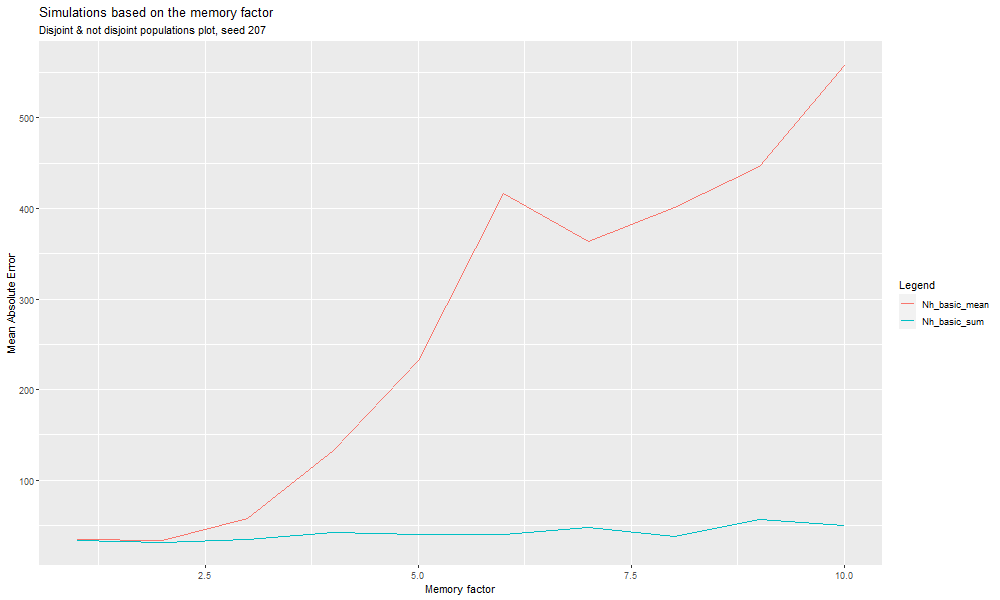 Simulations based on the memory factor
Disjoint & not disjoint populations plot, seed 207
500
400
300
200
100
Mean Absolute Error
2.5
5.0
7.5
10.0
Memory factor
Legend
Nh_basic_mean
Nh_basic_sum